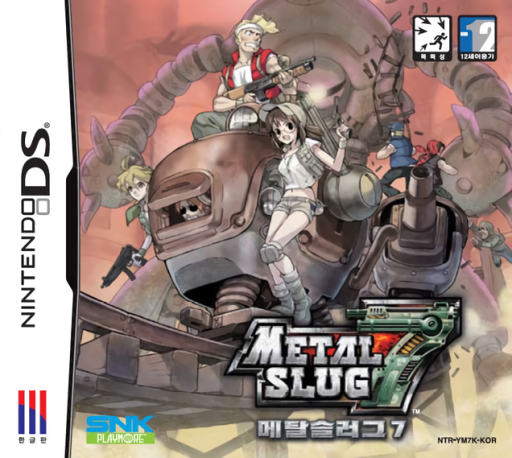 NINTENDO DS
폭력성
12세이용가
-12
METAL
SLUG 7
TM
메탈슬러그 7
한글판
SNK
PLAYMORE
NTR-YM7K-KOR